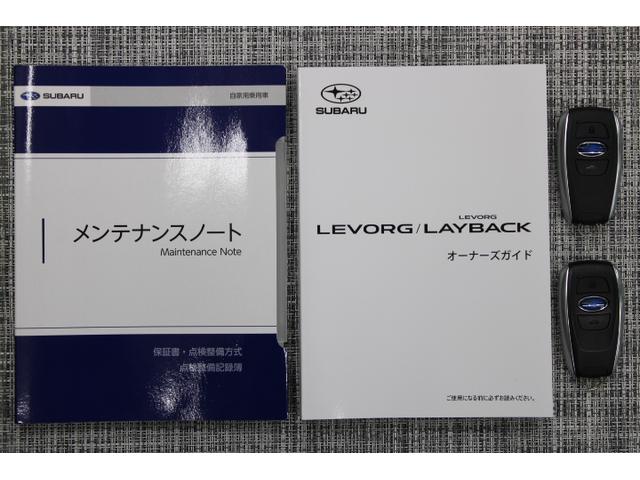 SUBARU
自家用乗用車
メンテナンスノート
Maintenance Note
保証書・点検整備方式
点検整備記録簿
SUBARU
LEVORG
LEVORG/LAYBACK
オーナーズガイド
ご使用になる前に必ずお読みください。